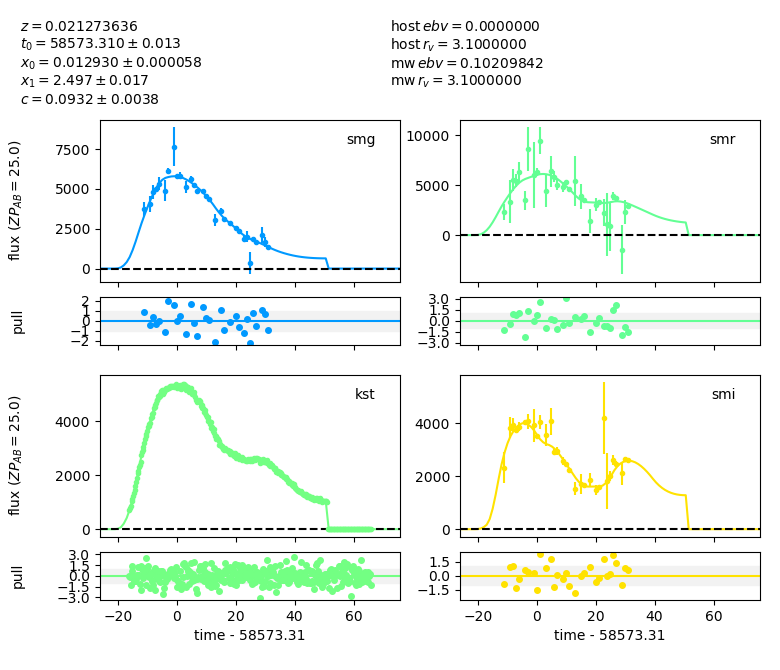 z = 0.021273636
t₀ = 58573.310 ± 0.013
x₀ = 0.012930 ± 0.000058
x₁ = 2.497 ± 0.017
c = 0.0932 ± 0.0038
host ebv = 0.0000000
host r_v = 3.1000000
mw ebv = 0.10209842
mw r_v = 3.1000000
flux (ZP_AB = 25.0)
7500
5000
2500
0
smg
10000
5000
0
smr
pull
2
1
0
−1
−2
3.0
1.5
0.0
−1.5
−3.0
flux (ZP_AB = 25.0)
4000
2000
0
kst
4000
2000
0
smi
pull
3.0
1.5
0.0
−1.5
−3.0
1.5
0.0
−1.5
−20 0 20 40 60
−20 0 20 40 60
time - 58573.31
time - 58573.31